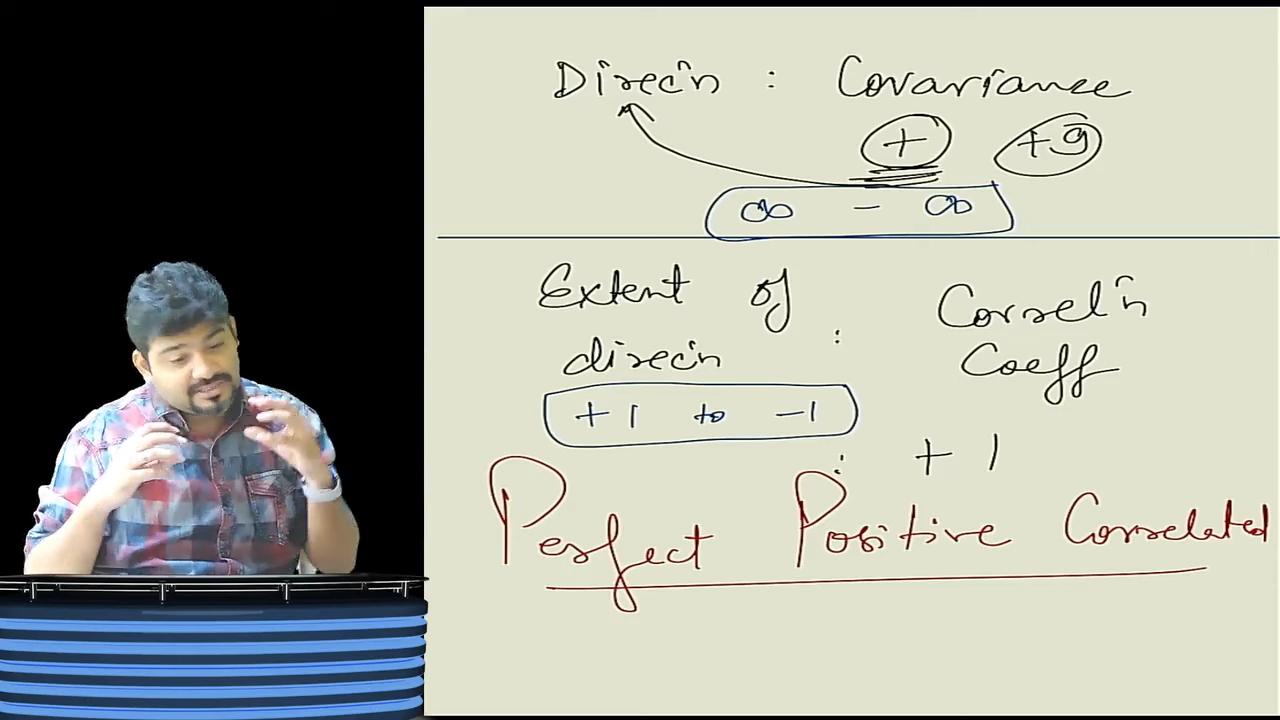 Direc'n : Covariance
+ +9
∞ - ∞
Extent of
direc'n : Correl'n
Coeff
+1 to -1
: +1
Perfect Positive Correlated